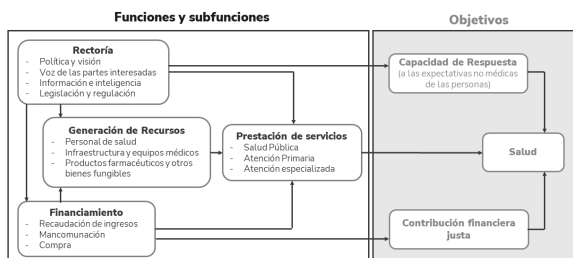 Funciones y subfunciones
Objetivos
Rectoría
- Política y visión
- Voz de las partes interesadas
- Información e inteligencia
- Legislación y regulación
Generación de Recursos
- Personal de salud
- Infraestructura y equipos médicos
- Productos farmacéuticos y otros
bienes fungibles
Prestación de servicios
- Salud Pública
- Atención Primaria
- Atención especializada
Financiamiento
- Recaudación de ingresos
- Mancomunación
- Compra
Capacidad de Respuesta
(a las expectativas no médicas
de las personas)
Salud
Contribución financiera
justa